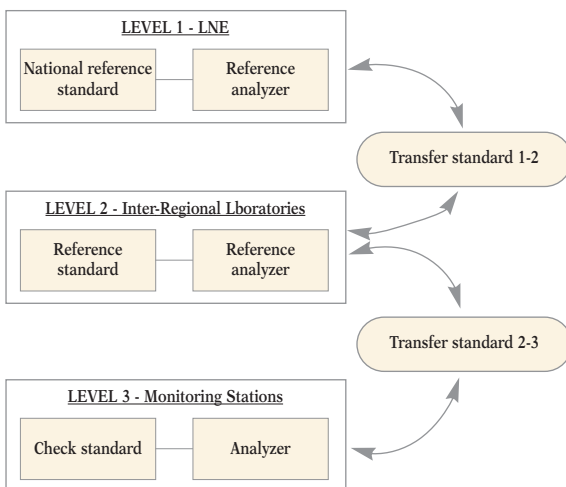 LEVEL 1 - LNE
National reference
standard
Reference
analyzer
Transfer standard 1-2
LEVEL 2 - Inter-Regional Lboratories
Reference
standard
Reference
analyzer
Transfer standard 2-3
LEVEL 3 - Monitoring Stations
Check standard
Analyzer